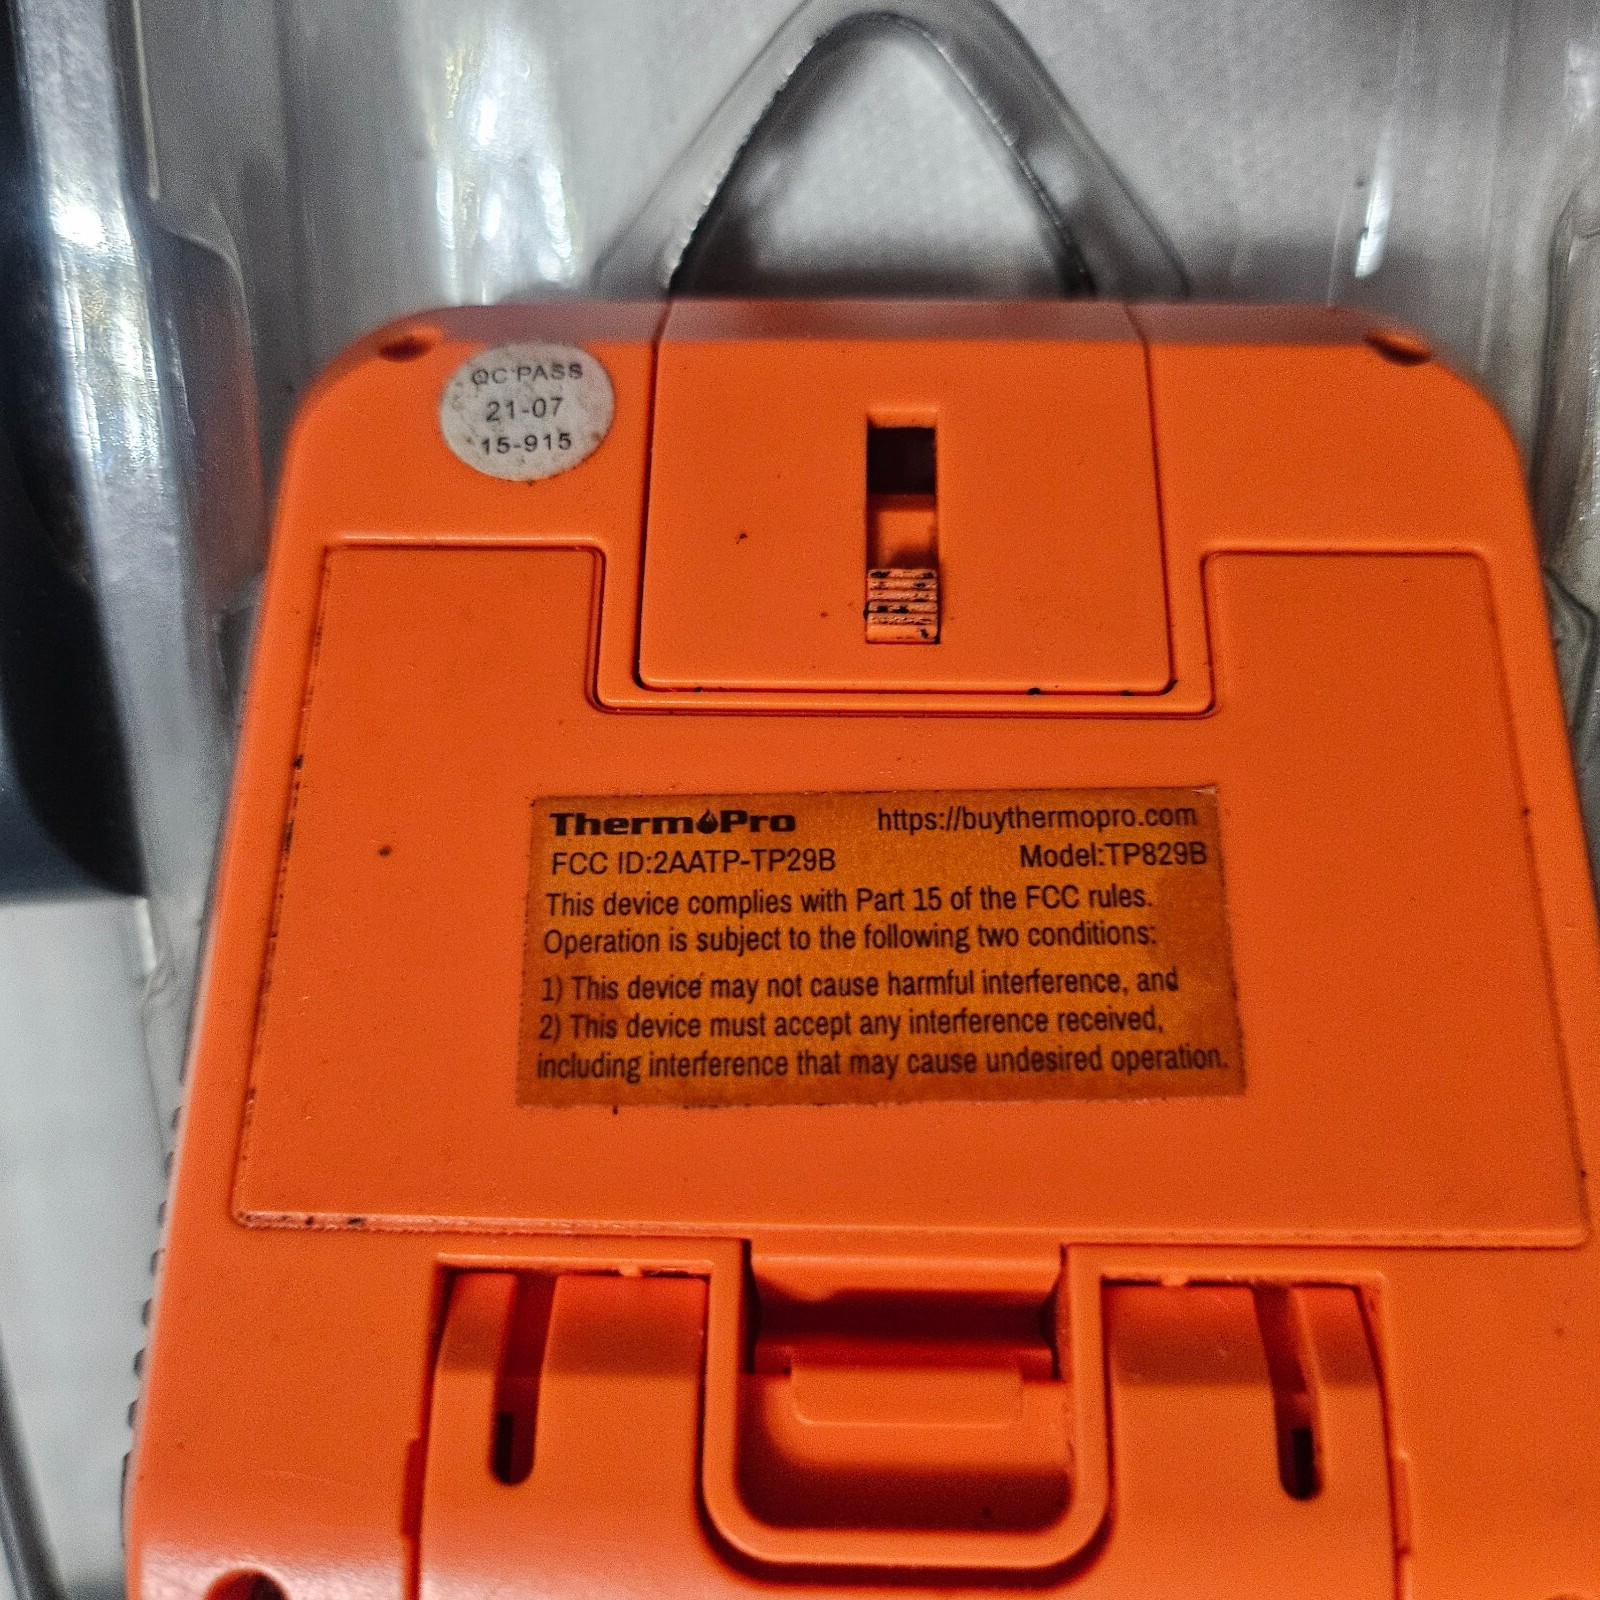 QC PASS
21-07
15-915
ThermoPro https://buythermopro.com
FCC ID:2AATP-TP29B Model:TP829B
This device complies with Part 15 of the FCC rules.
Operation is subject to the following two conditions:
1) This device may not cause harmful interference, and
2) This device must accept any interference received,
including interference that may cause undesired operation.